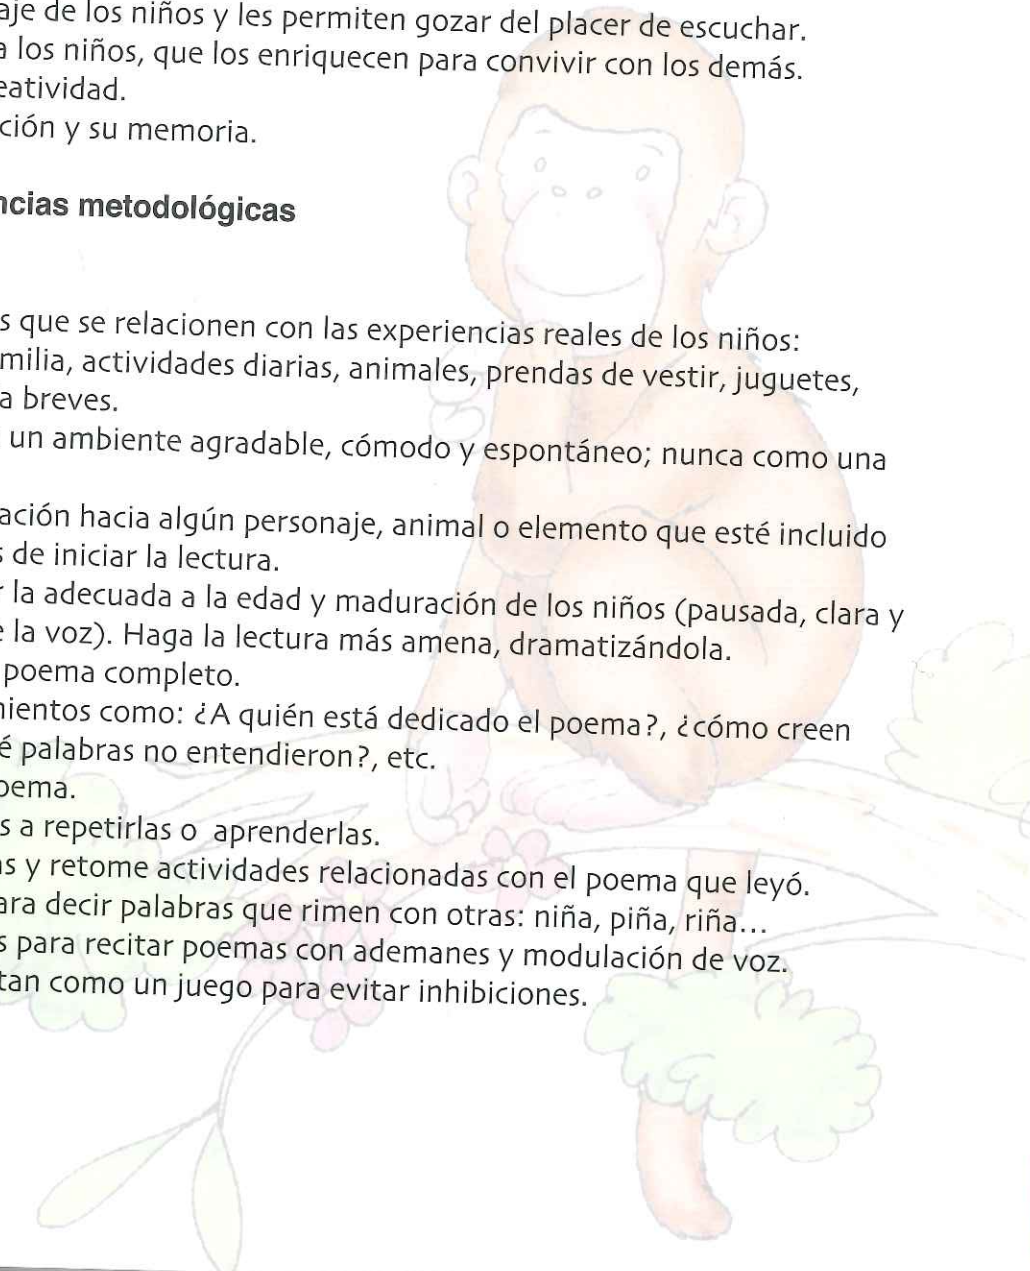 aje de los niños y les permiten gozar del placer de escuchar.
a los niños, que los enriquecen para convivir con los demás.
eatividad.
ción y su memoria.
ncias metodológicas
s que se relacionen con las experiencias reales de los niños:
milia, actividades diarias, animales, prendas de vestir, juguetes,
a breves.
un ambiente agradable, cómodo y espontáneo; nunca como una
ación hacia algún personaje, animal o elemento que esté incluido
s de iniciar la lectura.
r la adecuada a la edad y maduración de los niños (pausada, clara y
e la voz). Haga la lectura más amena, dramatizándola.
poema completo.
mientos como: ¿A quién está dedicado el poema?, ¿cómo creen
é palabras no entendieron?, etc.
oema.
s a repetirlas o aprenderlas.
as y retome actividades relacionadas con el poema que leyó.
ara decir palabras que rimen con otras: niña, piña, riña...
s para recitar poemas con ademanes y modulación de voz.
tan como un juego para evitar inhibiciones.